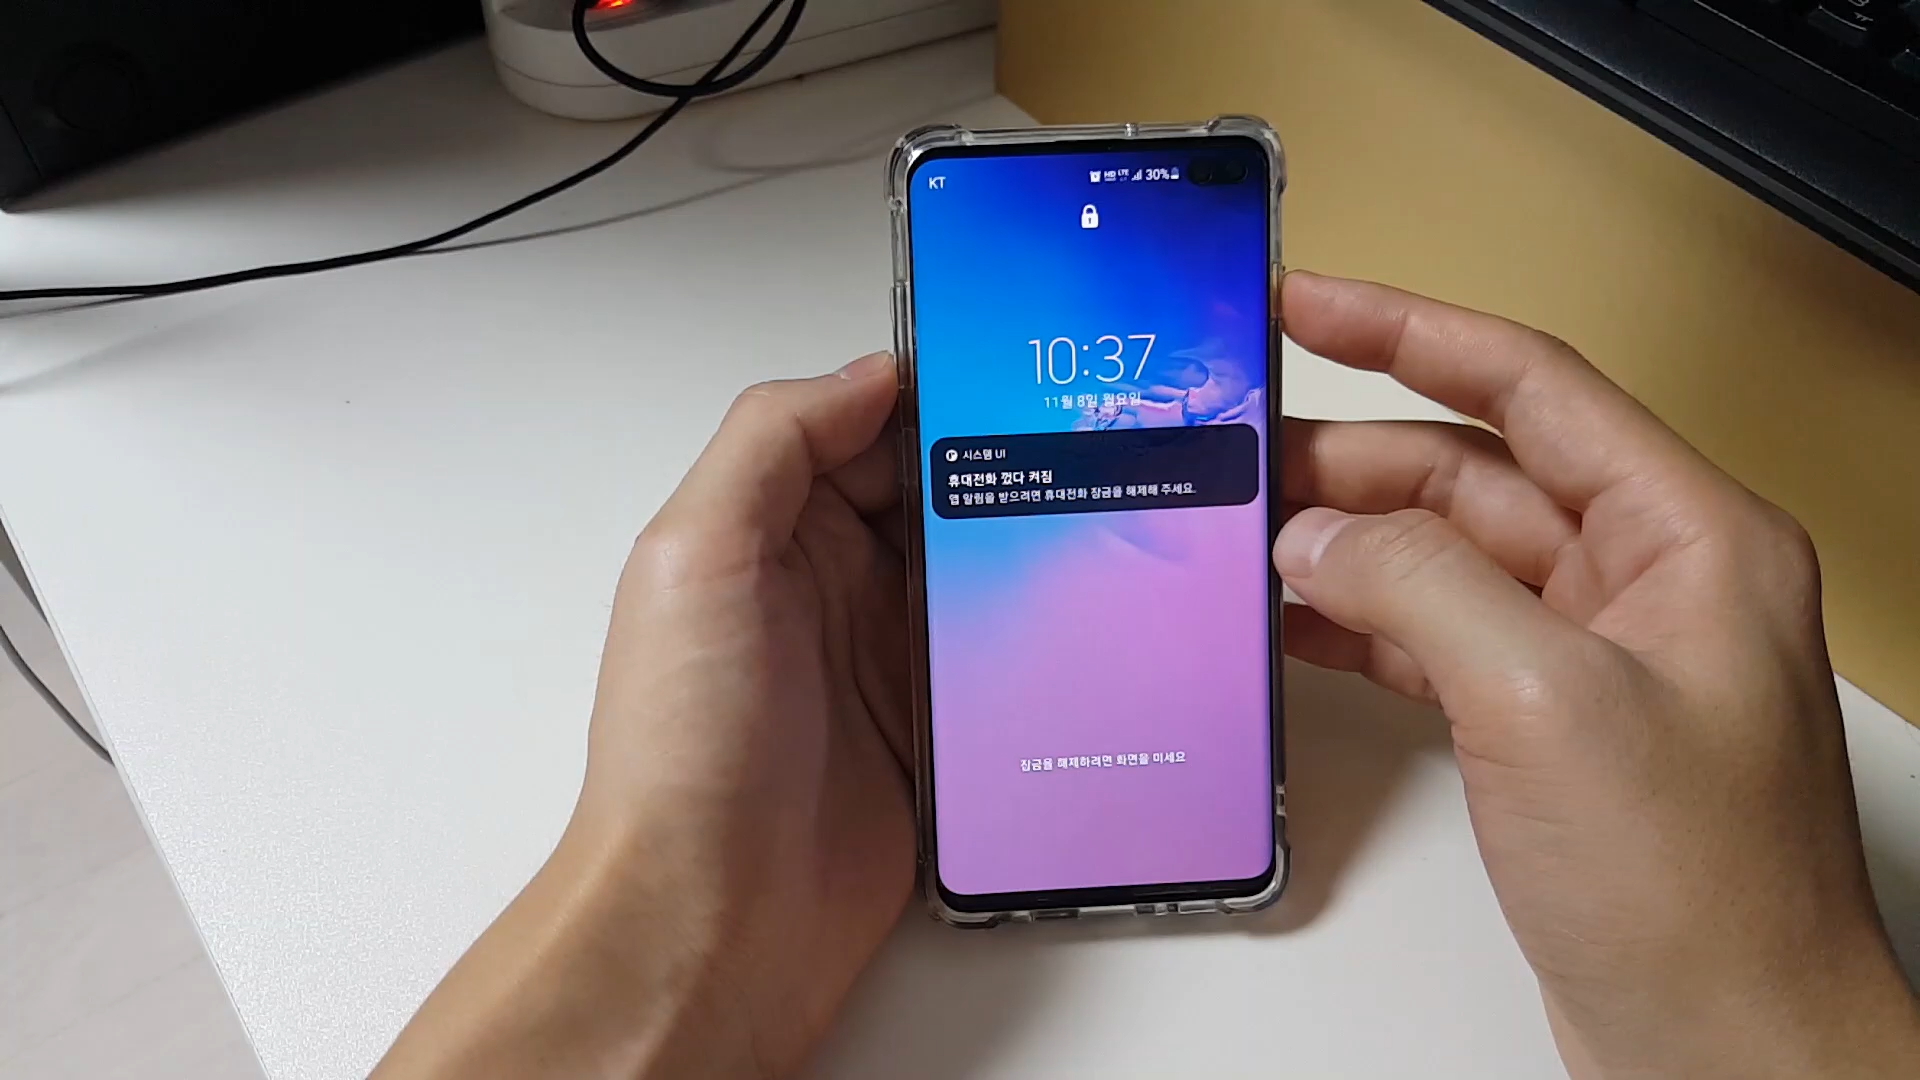 KT
HD LTE 30%
10:37
11월 8일 월요일
시스템 UI
휴대전화 껐다 켜짐
앱 알림을 받으려면 휴대전화 잠금을 해제해 주세요.
잠금을 해제하려면 화면을 미세요